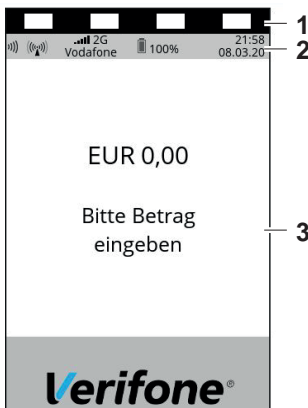 1
21:58
2G
100%
2
Vodafone
08.03.20
EUR 0,00
Bitte Betrag
3
eingeben
Verifone®